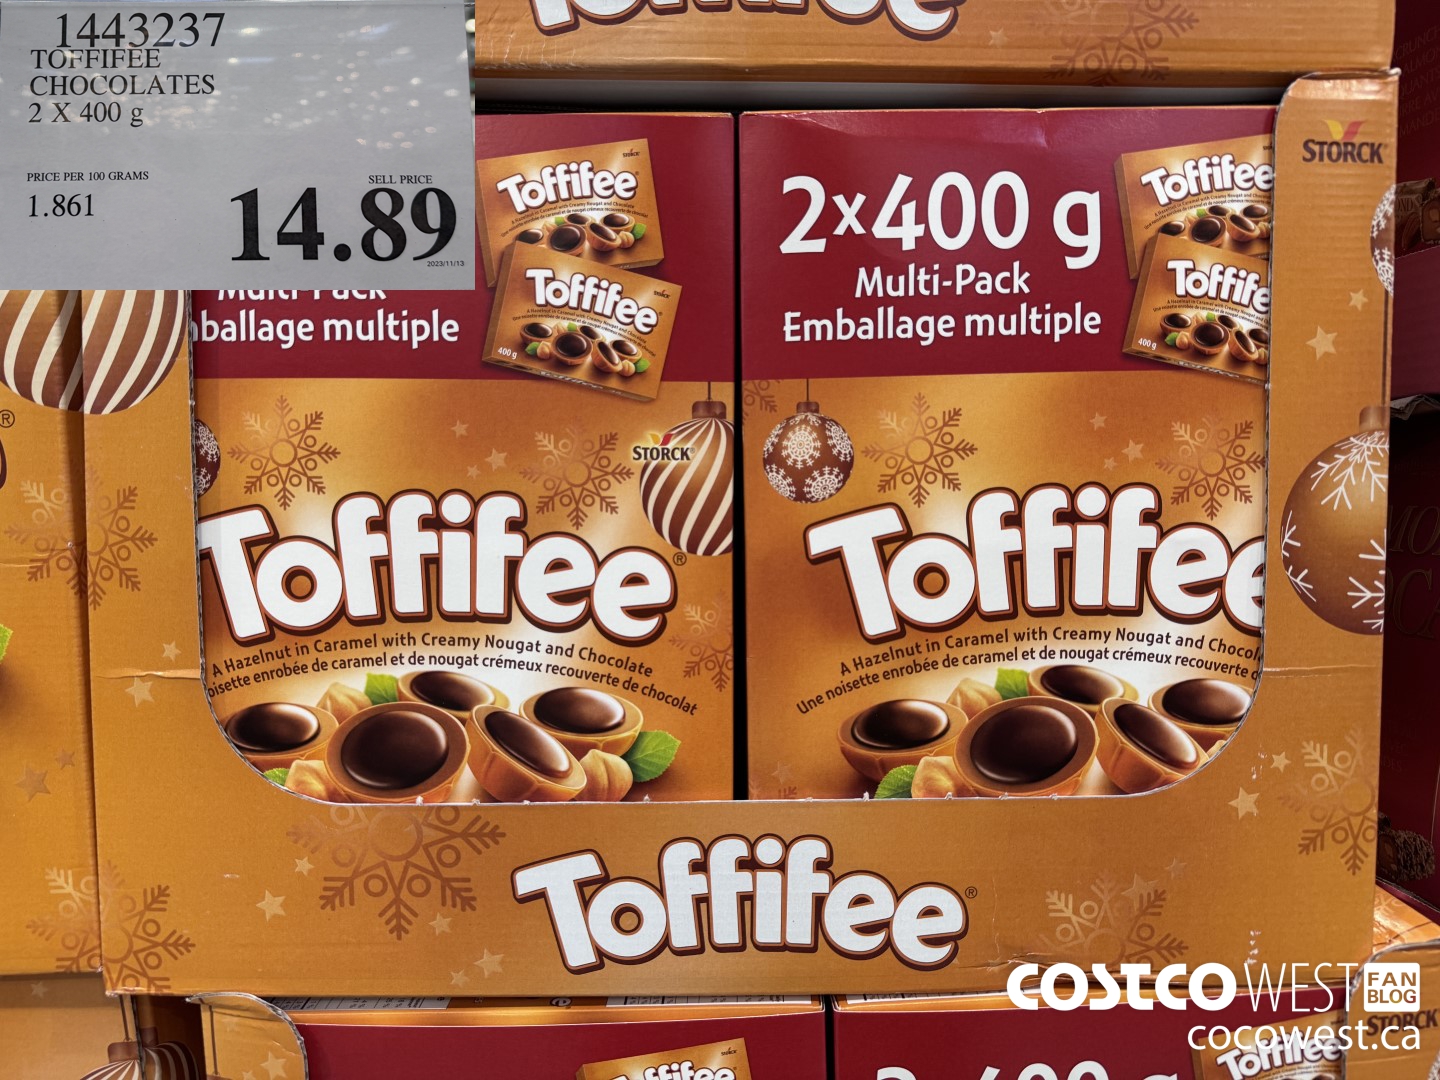 1443237
TOFFIFEE
CHOCOLATES
2 X 400 g
PRICE PER 100 GRAMS
1.861
SELL PRICE
14.89
2023/11/13
Toffifee
STORCK
Toffifee
400 g
Emballage multiple
STORCK
Toffifee®
A Hazelnut in Caramel with Creamy Nougat and Chocolate
enrobée de caramel et de nougat crémeux recouverte de chocolat
2x400 g
Multi-Pack
Emballage multiple
Toffifee
Toffife
400 g
STORCK
Toffifee
A Hazelnut in Caramel with Creamy Nougat and
Une noisette enrobée de caramel et de nougat crémeux recouverte
Toffifee®
COSTCO WEST FAN BLOG
cocowest.ca
STORCK
Toffifee